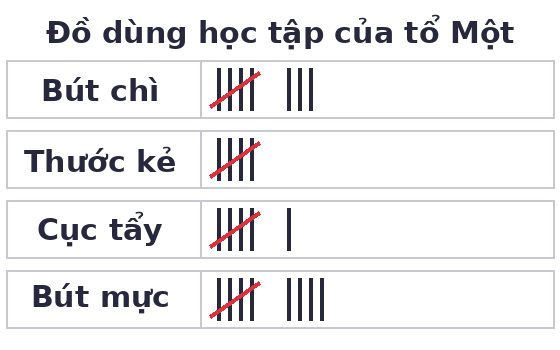 Đồ dùng học tập của tổ Một
Bút chì
Thước kẻ
Cục tẩy
Bút mực